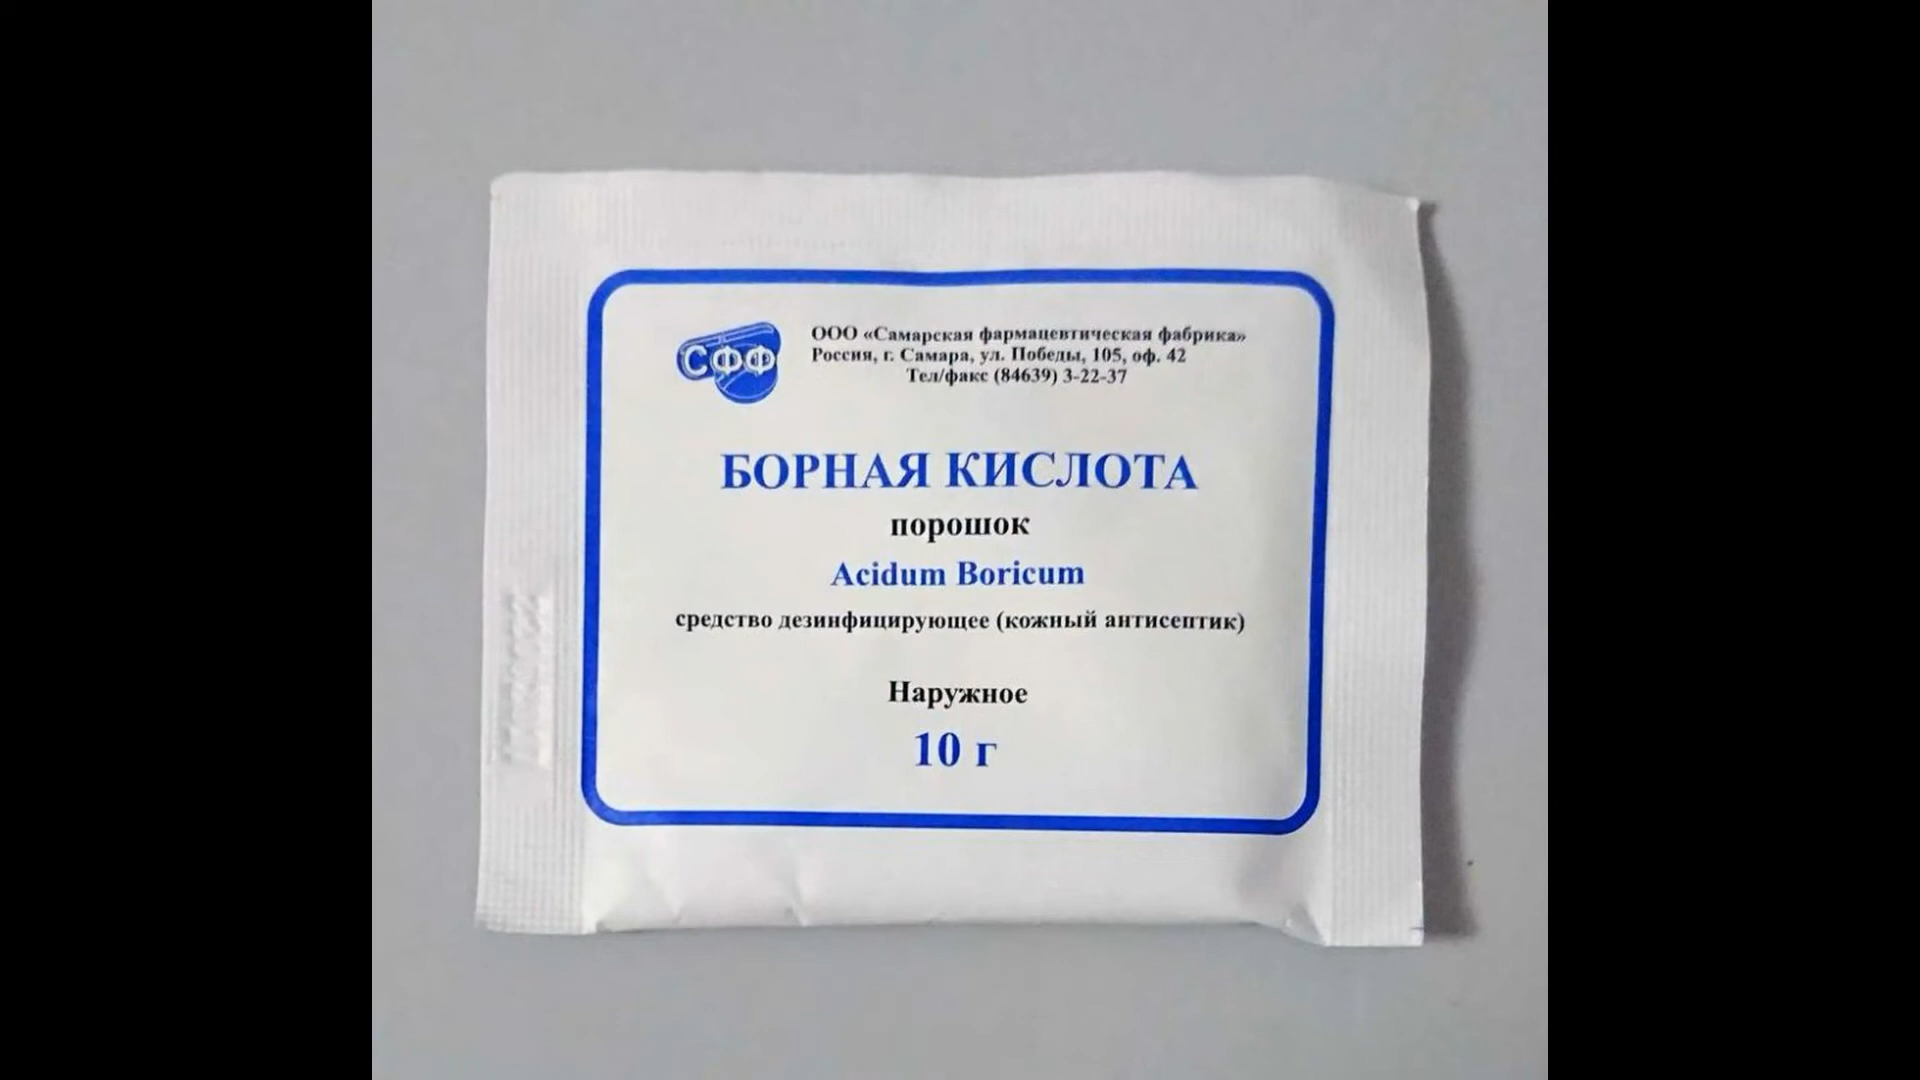 СФФ
ООО «Самарская фармацевтическая фабрика»
Россия, г. Самара, ул. Победы, 105, оф. 42
Тел/факс (84639) 3-22-37
БОРНАЯ КИСЛОТА
порошок
Acidum Boricum
средство дезинфицирующее (кожный антисептик)
Наружное
10 г